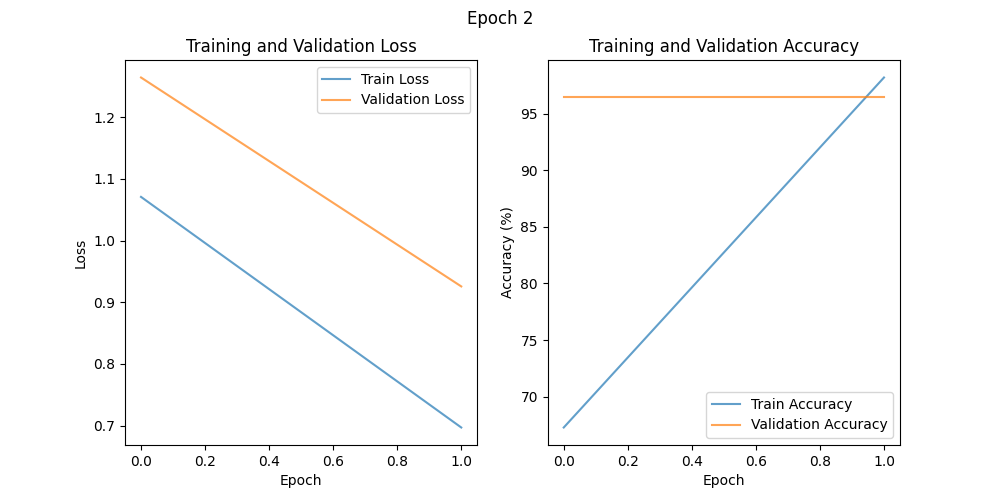 Epoch 2
Training and Validation Loss
Train Loss
Validation Loss
1.2
1.1
1.0
0.9
0.8
0.7
Loss
0.0 0.2 0.4 0.6 0.8 1.0
Epoch
Training and Validation Accuracy
95
90
85
80
75
70
Accuracy (%)
Train Accuracy
Validation Accuracy
0.0 0.2 0.4 0.6 0.8 1.0
Epoch